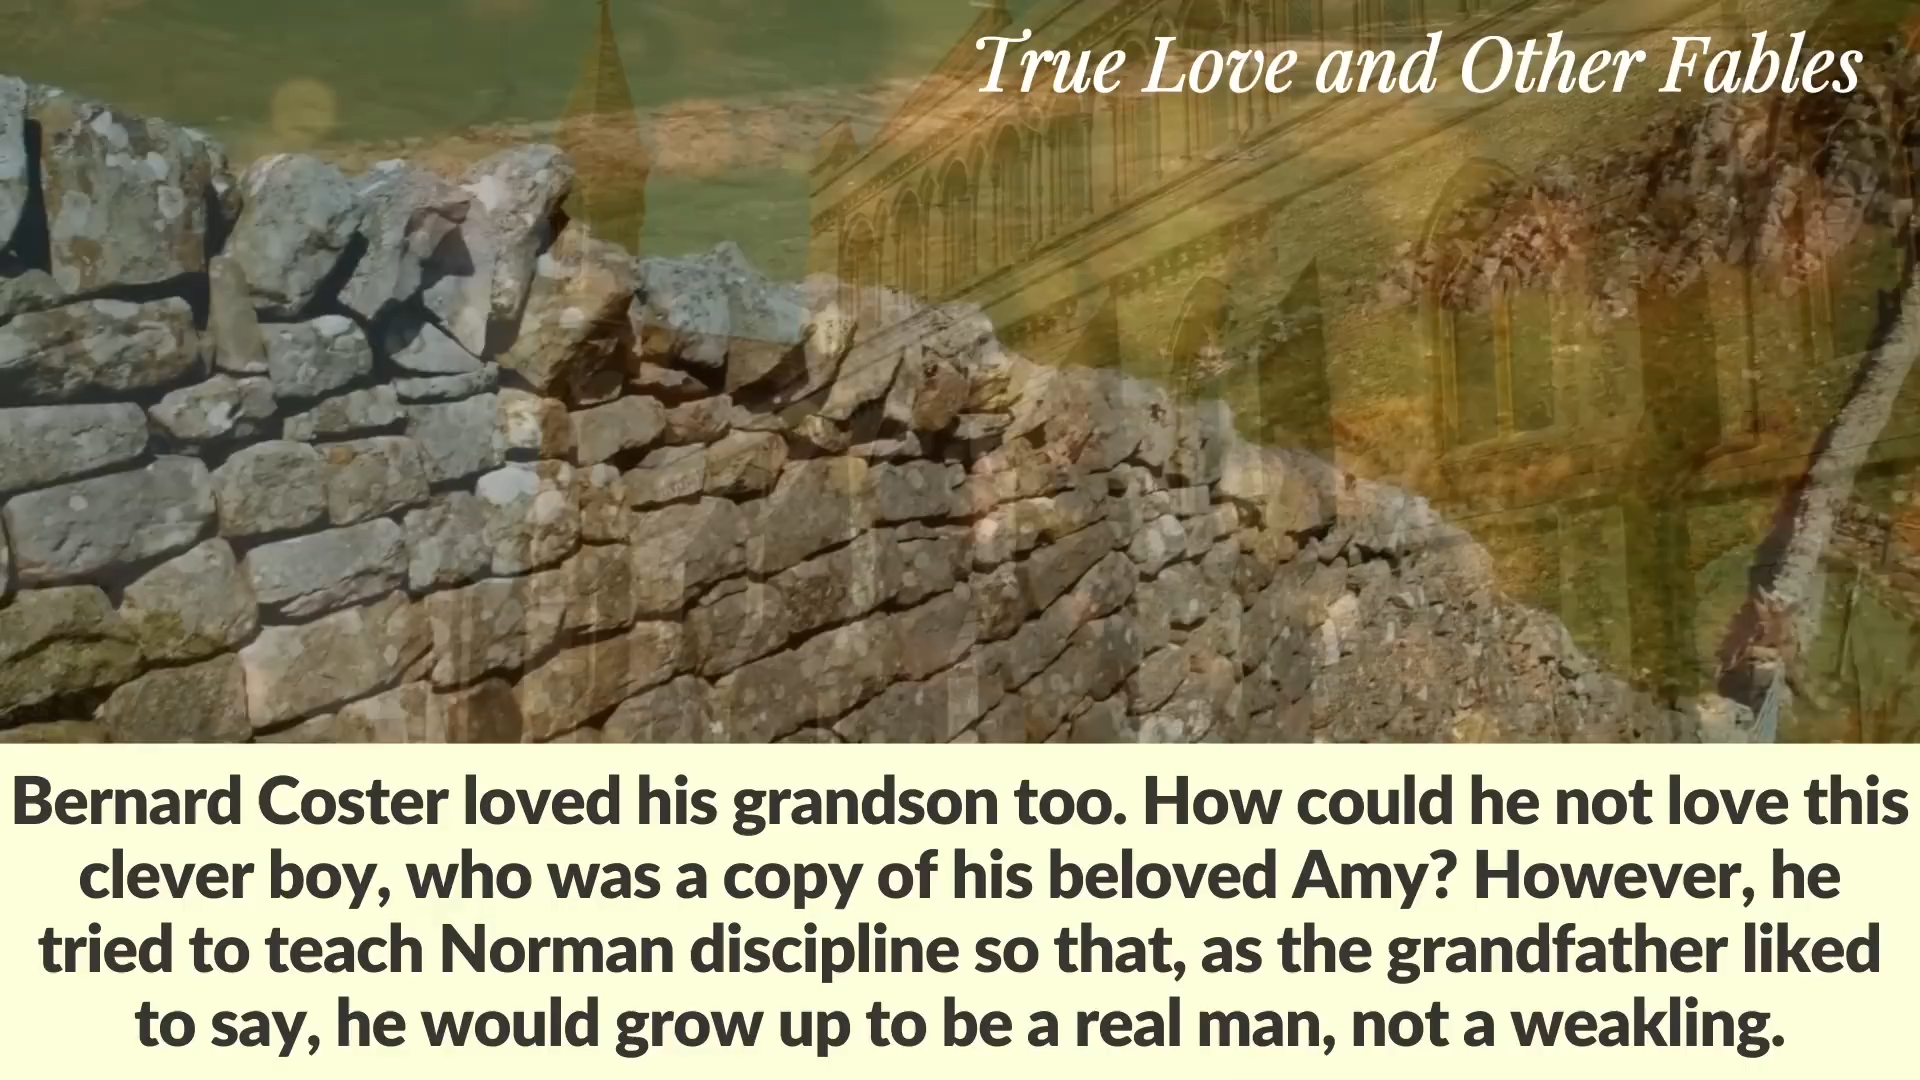 True Love and Other Fables
Bernard Coster loved his grandson too. How could he not love this
clever boy, who was a copy of his beloved Amy? However, he
tried to teach Norman discipline so that, as the grandfather liked
to say, he would grow up to be a real man, not a weakling.